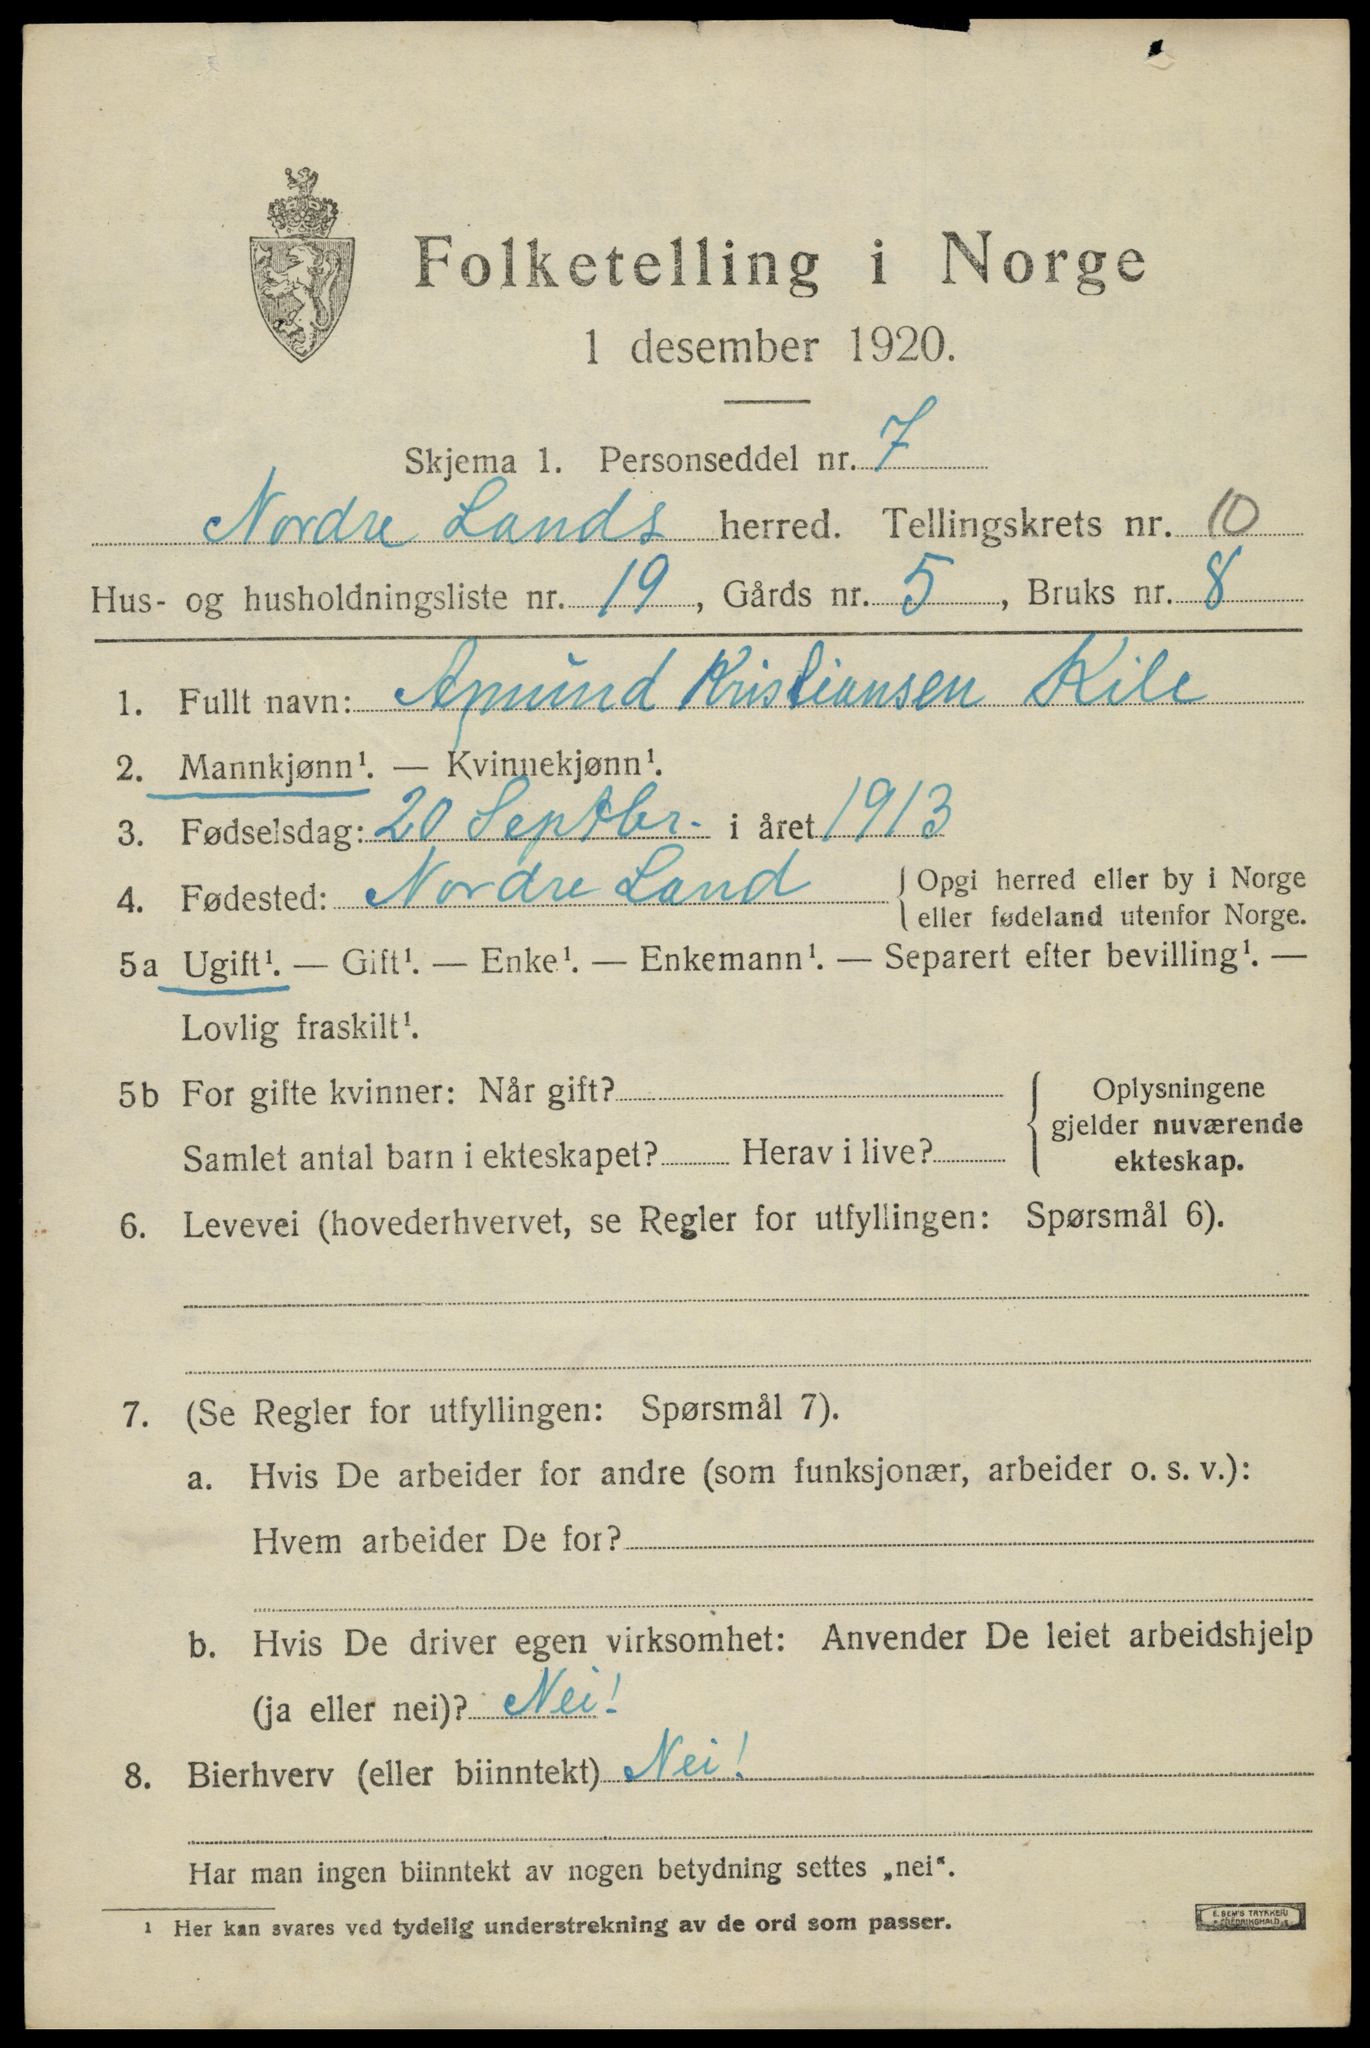 Folketelling i Norge
1 desember 1920.
Skjema 1. Personseddel nr. 7
Nordre Lands herred. Tellingskrets nr. 10
Hus- og husholdningsliste nr. 19, Gårds nr. 5, Bruks nr. 8
1. Fullt navn: Amund Kristiansen Kile
2. Mannkjønn¹. — Kvinnekjønn¹.
3. Fødselsdag: 20 Septbr. i året 1913
4. Fødested: Nordre Land { Opgi herred eller by i Norge
eller fødeland utenfor Norge.
5a Ugift¹. — Gift¹. — Enke¹. — Enkemann¹. — Separert efter bevilling¹. —
Lovlig fraskilt¹.
5b For gifte kvinner: Når gift? { Oplysningene
gjelder nuværende
Samlet antal barn i ekteskapet? Herav i live? ekteskap.
6. Levevei (hovederhvervet, se Regler for utfyllingen: Spørsmål 6).
7. (Se Regler for utfyllingen: Spørsmål 7).
a. Hvis De arbeider for andre (som funksjonær, arbeider o. s. v.):
Hvem arbeider De for?
b. Hvis De driver egen virksomhet: Anvender De leiet arbeidshjelp
(ja eller nei)? Nei!
8. Bierhverv (eller biinntekt) Nei!
Har man ingen biinntekt av nogen betydning settes „nei“.
¹ Her kan svares ved tydelig understrekning av de ord som passer.
E. SEM'S TRYKKERI
FREDRIKSHALD